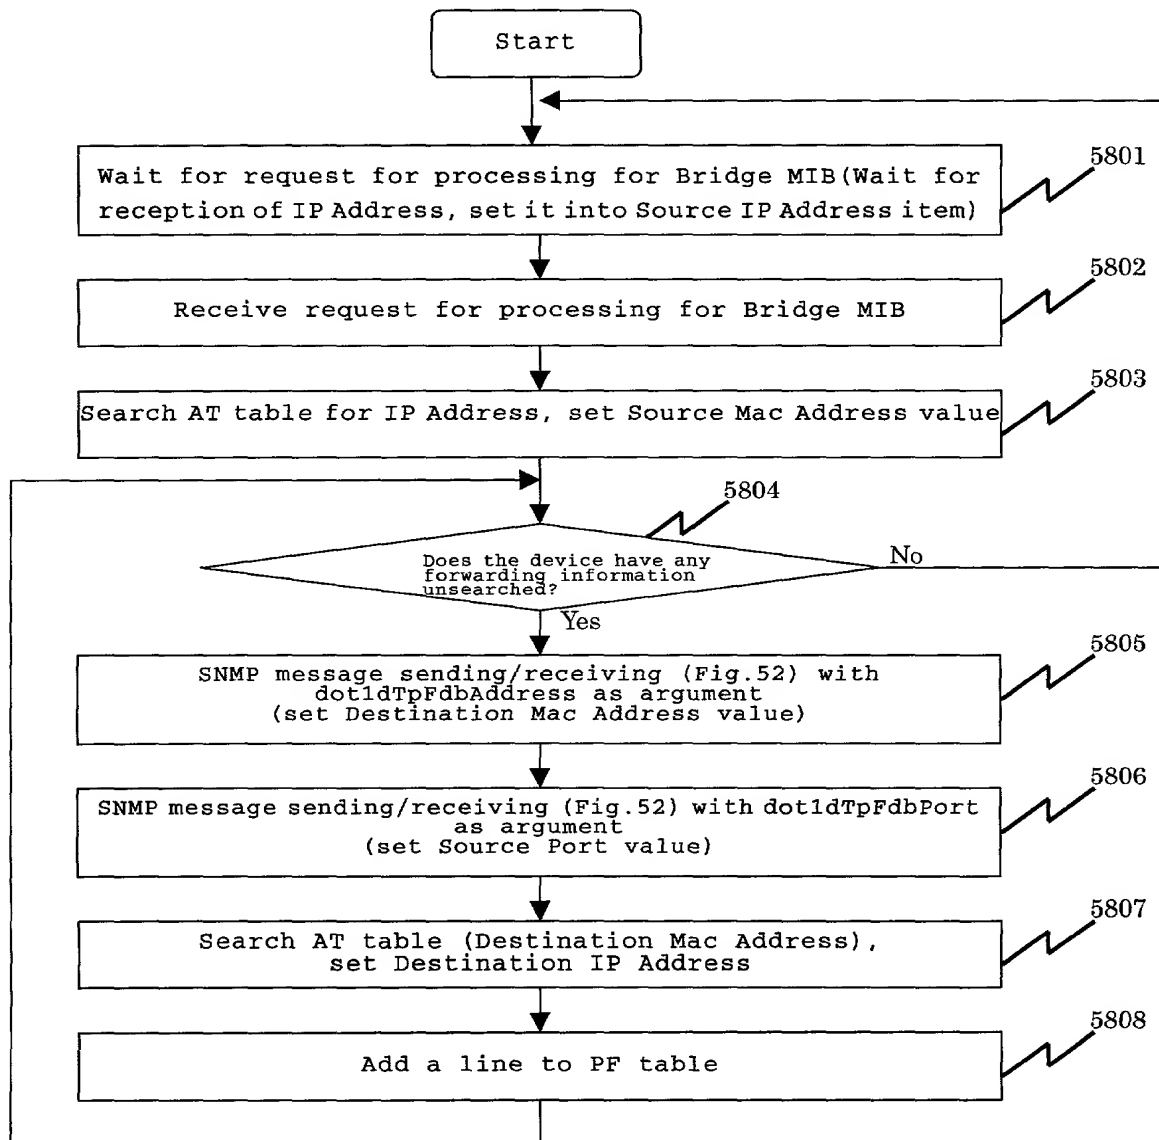 Start
5801
Wait for request for processing for Bridge MIB(Wait for
reception of IP Address, set it into Source IP Address item)
5802
Receive request for processing for Bridge MIB
5803
Search AT table for IP Address, set Source Mac Address value
5804
Does the device have any
forwarding information
unsearched?
No
Yes
5805
SNMP message sending/receiving (Fig.52) with
dot1dTpFdbAddress as argument
(set Destination Mac Address value)
5806
SNMP message sending/receiving (Fig.52) with dot1dTpFdbPort
as argument
(set Source Port value)
5807
Search AT table (Destination Mac Address),
set Destination IP Address
5808
Add a line to PF table